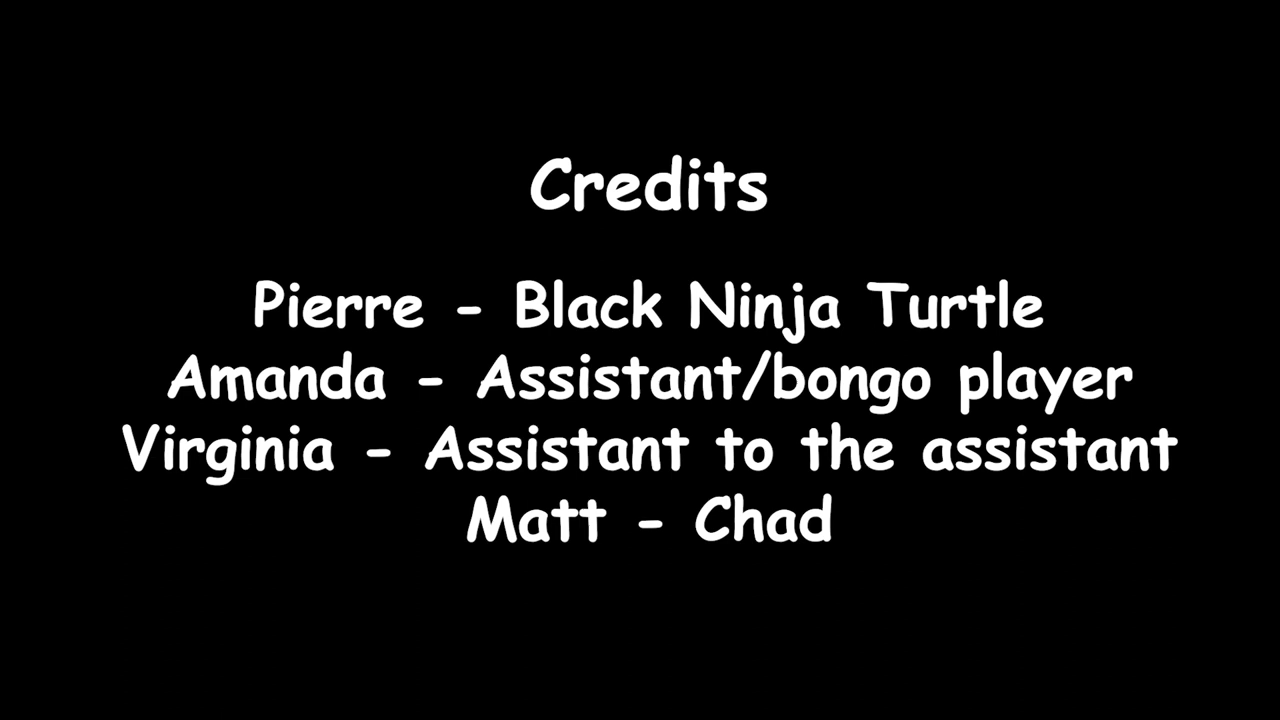 Credits
Pierre - Black Ninja Turtle
Amanda - Assistant/bongo player
Virginia - Assistant to the assistant
Matt - Chad